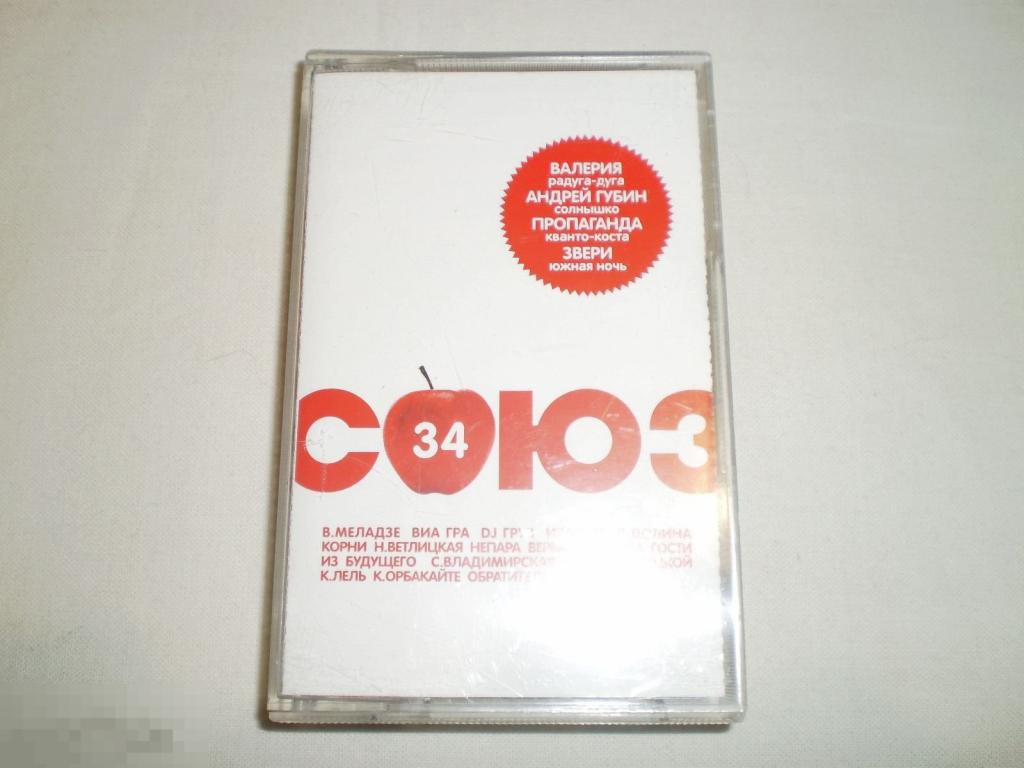 ВАЛЕРИЯ
радуга-дуга
АНДРЕЙ ГУБИН
солнышко
ПРОПАГАНДА
кванто-коста
ЗВЕРИ
южная ночь
СОЮЗ
34
В.МЕЛАДЗЕ ВИА ГРА DJ
КОРНИ Н.ВЕТЛИЦКАЯ НЕПАРА ГОСТИ
ИЗ БУДУЩЕГО С.ВЛАДИМИРСКАЯ
К.ЛЕЛЬ К.ОРБАКАЙТЕ